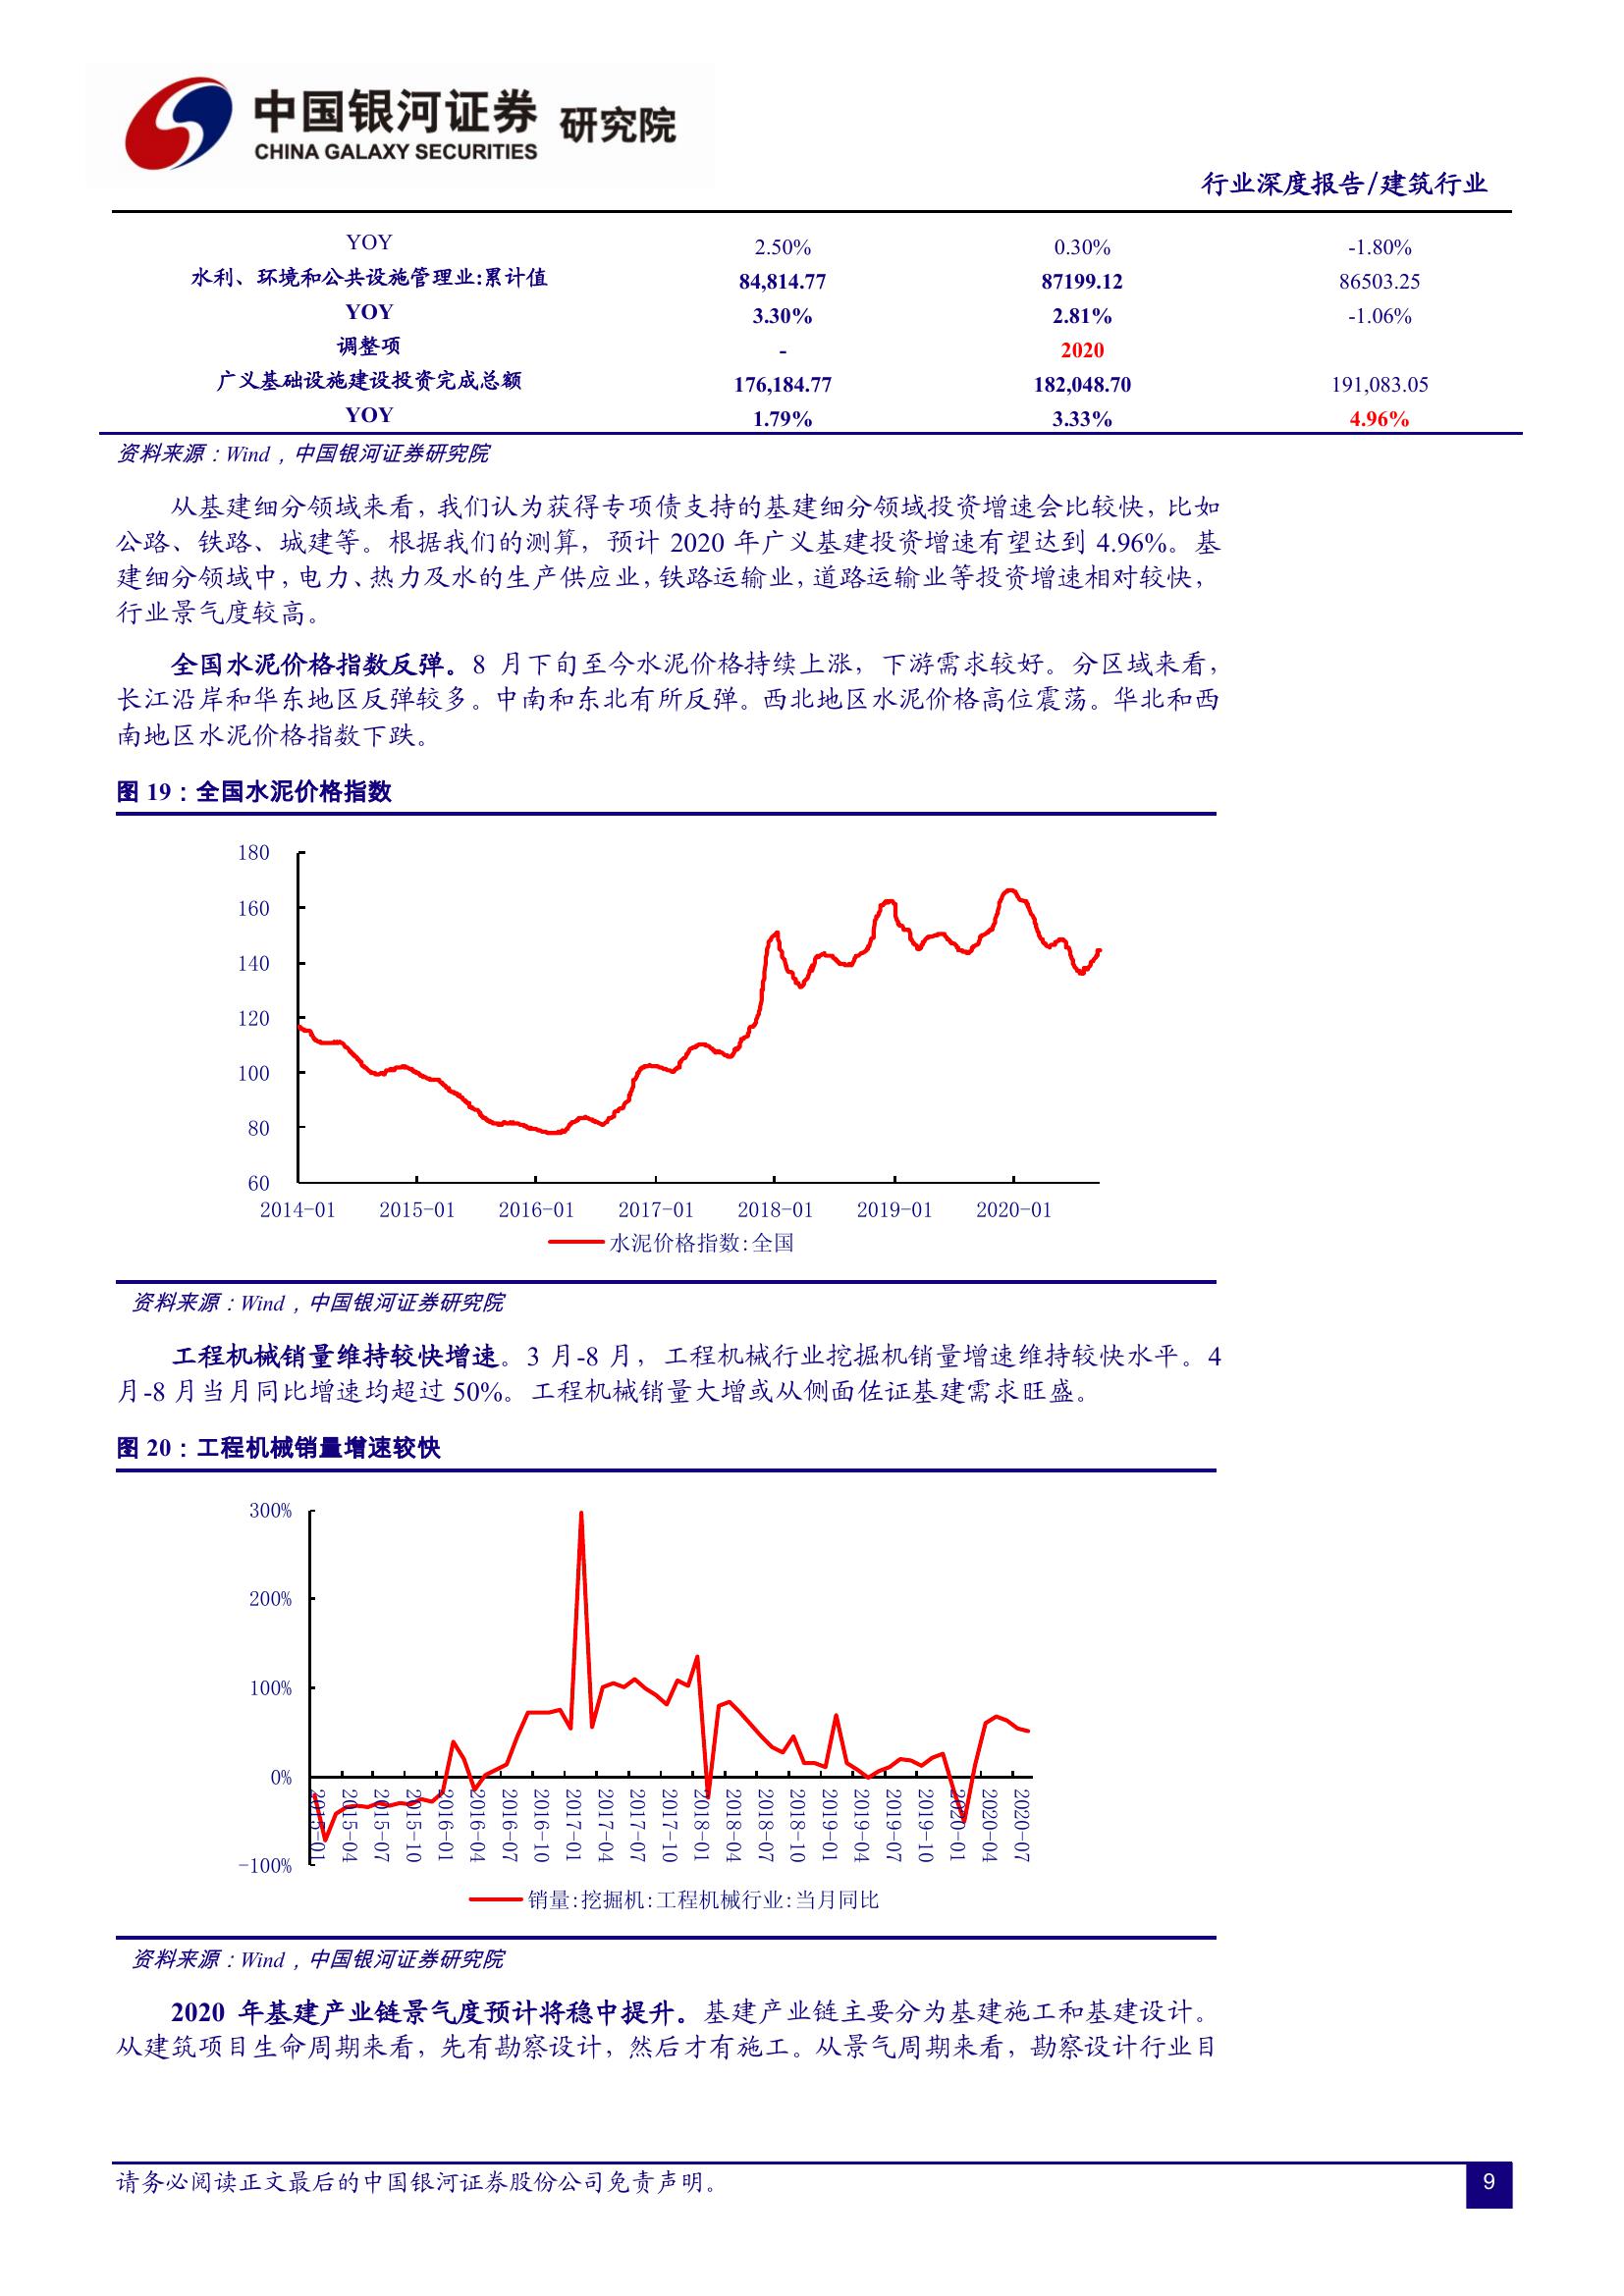 中国银河证券 研究院
CHINA GALAXY SECURITIES
行业深度报告/建筑行业
YOY 2.50% 0.30% -1.80%
水利、环境和公共设施管理业:累计值 84,814.77 87199.12 86503.25
YOY 3.30% 2.81% -1.06%
调整项 - 2020
广义基础设施建设投资完成总额 176,184.77 182,048.70 191,083.05
YOY 1.79% 3.33% 4.96%
资料来源：Wind，中国银河证券研究院
从基建细分领域来看，我们认为获得专项债支持的基建细分领域投资增速会比较快，比如
公路、铁路、城建等。根据我们的测算，预计 2020 年广义基建投资增速有望达到 4.96%。基
建细分领域中，电力、热力及水的生产供应业，铁路运输业，道路运输业等投资增速相对较快，
行业景气度较高。
全国水泥价格指数反弹。8 月下旬至今水泥价格持续上涨，下游需求较好。分区域来看，
长江沿岸和华东地区反弹较多。中南和东北有所反弹。西北地区水泥价格高位震荡。华北和西
南地区水泥价格指数下跌。
图 19：全国水泥价格指数
180
160
140
120
100
80
60
2014-01 2015-01 2016-01 2017-01 2018-01 2019-01 2020-01
水泥价格指数:全国
资料来源：Wind，中国银河证券研究院
工程机械销量维持较快增速。3 月-8 月，工程机械行业挖掘机销量增速维持较快水平。4
月-8 月当月同比增速均超过 50%。工程机械销量大增或从侧面佐证基建需求旺盛。
图 20：工程机械销量增速较快
300%
200%
100%
0%
-100%
2015-01 2015-04 2015-07 2015-10 2016-01 2016-04 2016-07 2016-10 2017-01 2017-04 2017-07 2017-10 2018-01 2018-04 2018-07 2018-10 2019-01 2019-04 2019-07 2019-10 2020-01 2020-04 2020-07
销量:挖掘机:工程机械行业:当月同比
资料来源：Wind，中国银河证券研究院
2020 年基建产业链景气度预计将稳中提升。基建产业链主要分为基建施工和基建设计。
从建筑项目生命周期来看，先有勘察设计，然后才有施工。从景气周期来看，勘察设计行业目
请务必阅读正文最后的中国银河证券股份公司免责声明。
9